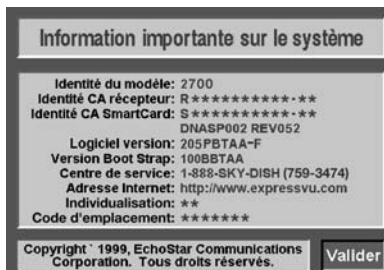 Information importante sur le système
Identité du modèle: 2700
Identité CA récepteur: R**********-**
Identité CA SmartCard: S**********-**
DNASP002 REV052
Logiciel version: 205PBTAA-F
Version Boot Strap: 100BBTAA
Centre de service: 1-888-SKY-DISH (759-3474)
Adresse Internet: http://www.expressvu.com
Individualisation: **
Code d'emplacement: *******
Copyright ` 1999, EchoStar Communications
Corporation. Tous droits réservés.
Valider